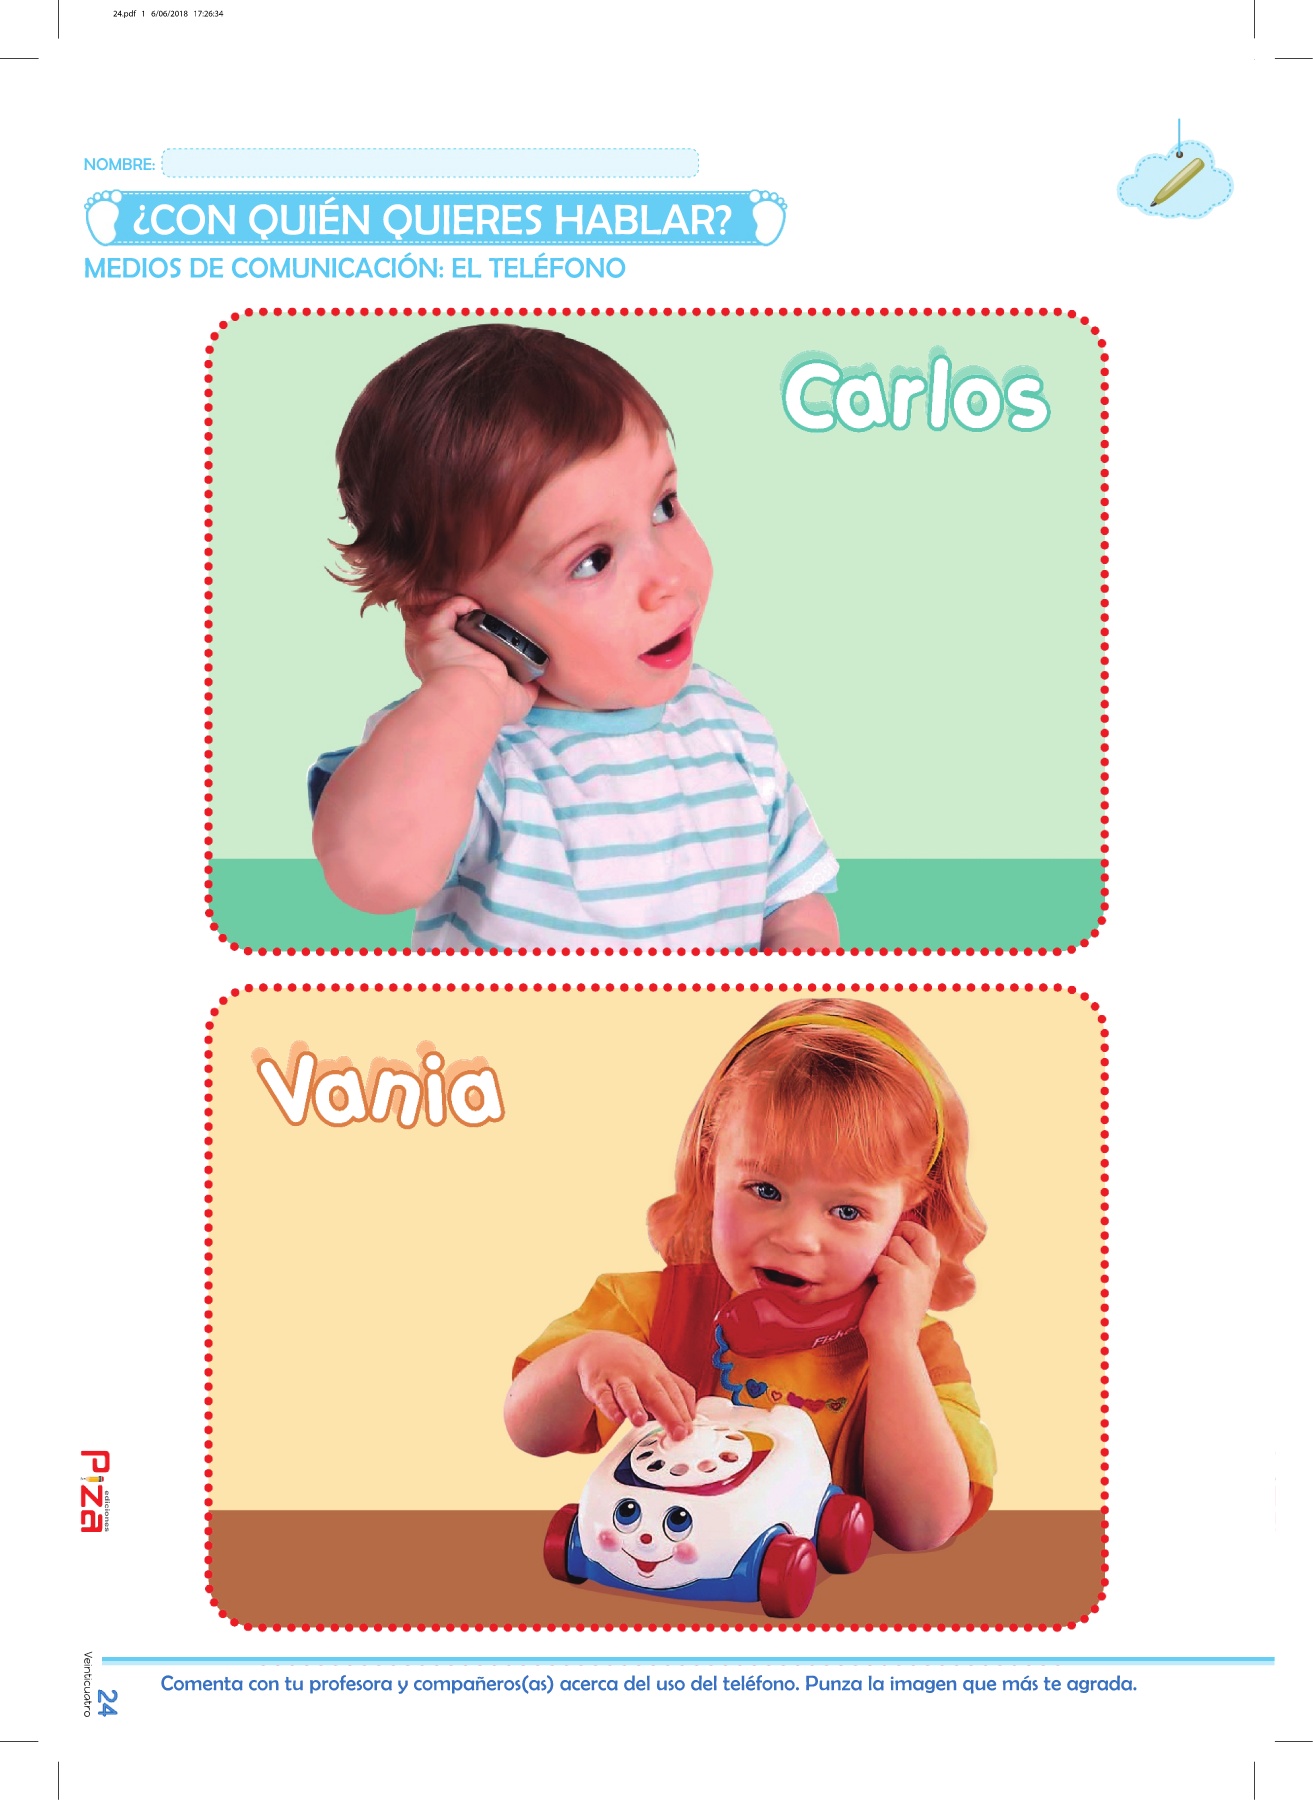 24.pdf 1 6/06/2018 17:26:34
NOMBRE:
¿CON QUIÉN QUIERES HABLAR?
MEDIOS DE COMUNICACIÓN: EL TELÉFONO
Carlos
Vania
Fisher
PIZA
ediciones
Comenta con tu profesora y compañeros(as) acerca del uso del teléfono. Punza la imagen que más te agrada.
24
Veinticuatro